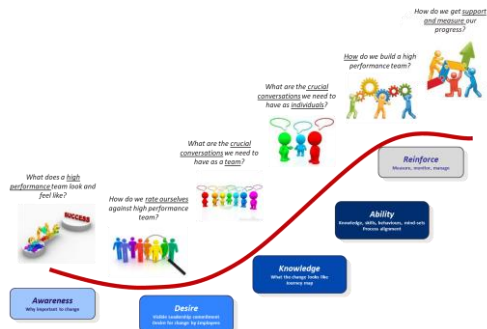 How do we get support
and measure our
progress?
How do we build a high
performance team?
What are the crucial
conversations we need to
have as individuals?
What are the crucial
conversations we need to
have as a team?
What does a high
performance team look and
feel like?
How do we rate ourselves
against high performance
team?
SUCCESS
Reinforce
Measure, monitor, manage
Ability
Knowledge, skills, behaviours, mind sets
Process alignment
Knowledge
What the change looks like
Journey map
Desire
Visible Leadership commitment
Desire for change by Employees
Awareness
Why important to change